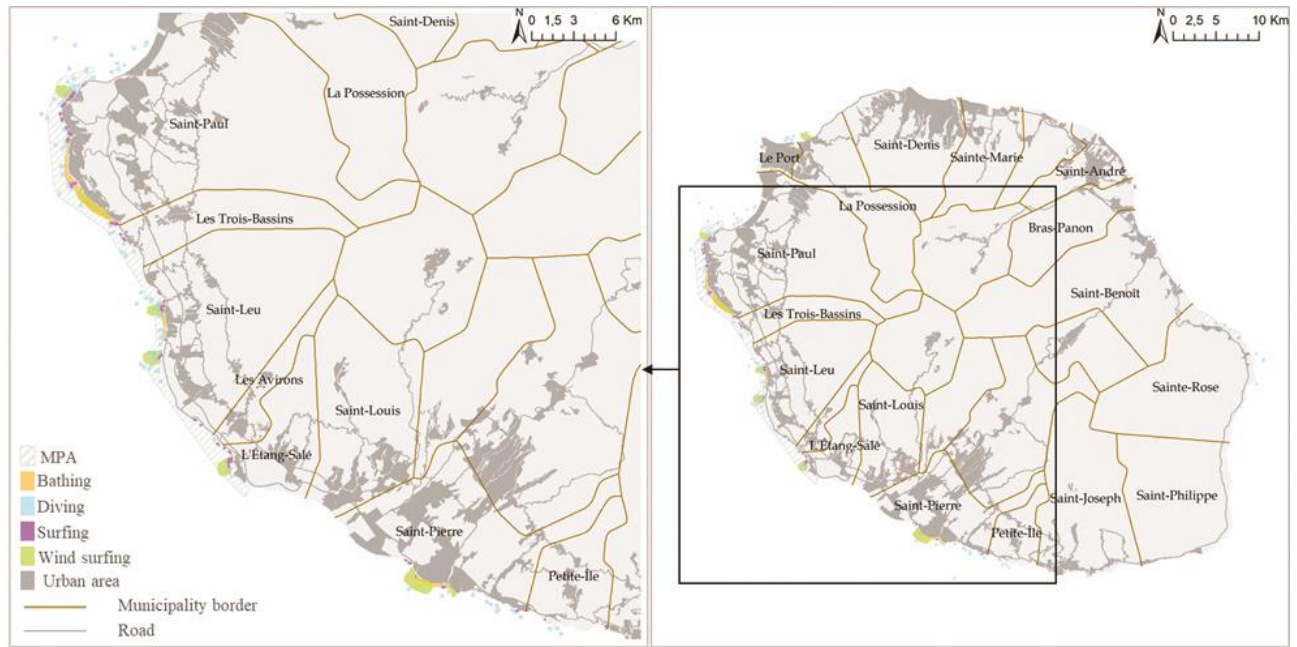 N
0 1,5 3 6 Km
Saint-Denis
La Possession
Saint-Paul
Les Trois-Bassins
Saint-Leu
Les Avirons
Saint-Louis
L'Étang-Salé
Saint-Pierre
Petite-Île
MPA
Bathing
Diving
Surfing
Wind surfing
Urban area
Municipality border
Road
N
0 2,5 5 10 Km
Saint-Denis
Sainte-Marie
Le Port
Saint-André
La Possession
Bras-Panon
Saint-Paul
Saint-Benoît
Les Trois-Bassins
Saint-Leu
Sainte-Rose
Saint-Louis
L'Étang-Salé
Saint-Pierre
Saint-Joseph
Saint-Philippe
Petite-Île